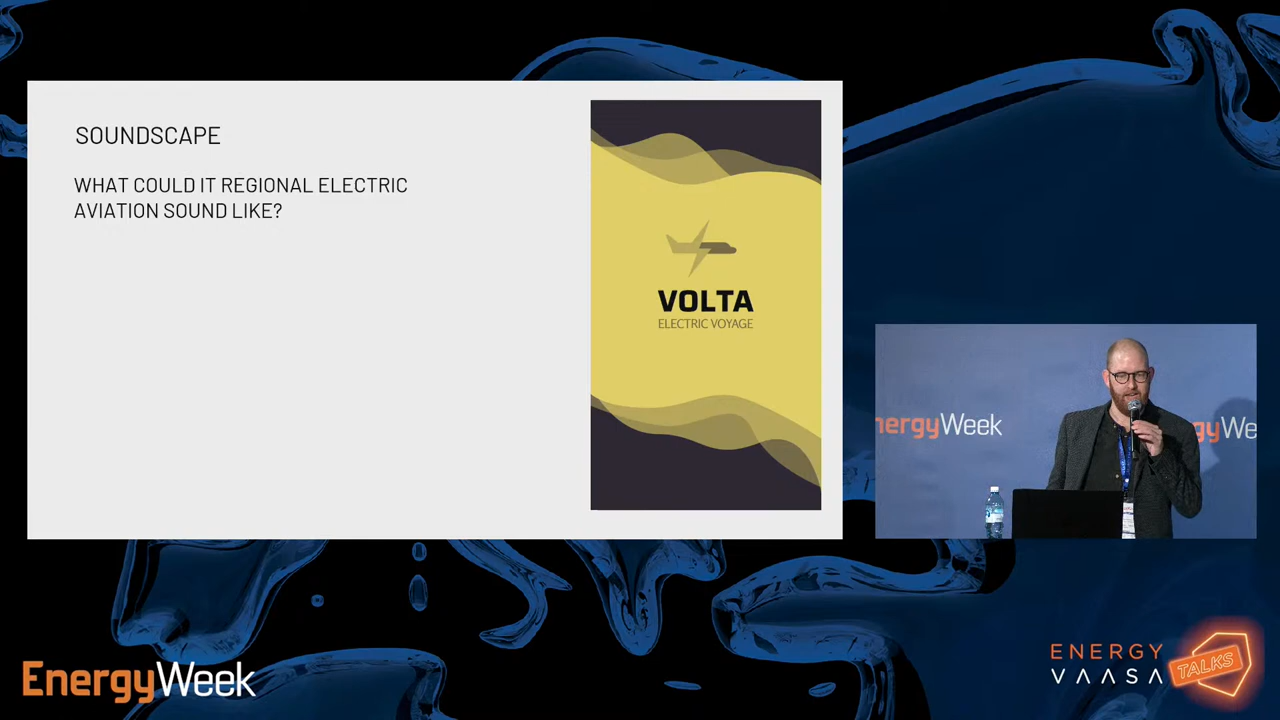 SOUNDSCAPE
WHAT COULD IT REGIONAL ELECTRIC
AVIATION SOUND LIKE?
VOLTA
ELECTRIC VOYAGE
nergyWeek
gyWe
EnergyWeek
ENERGY
VAASA
TALKS